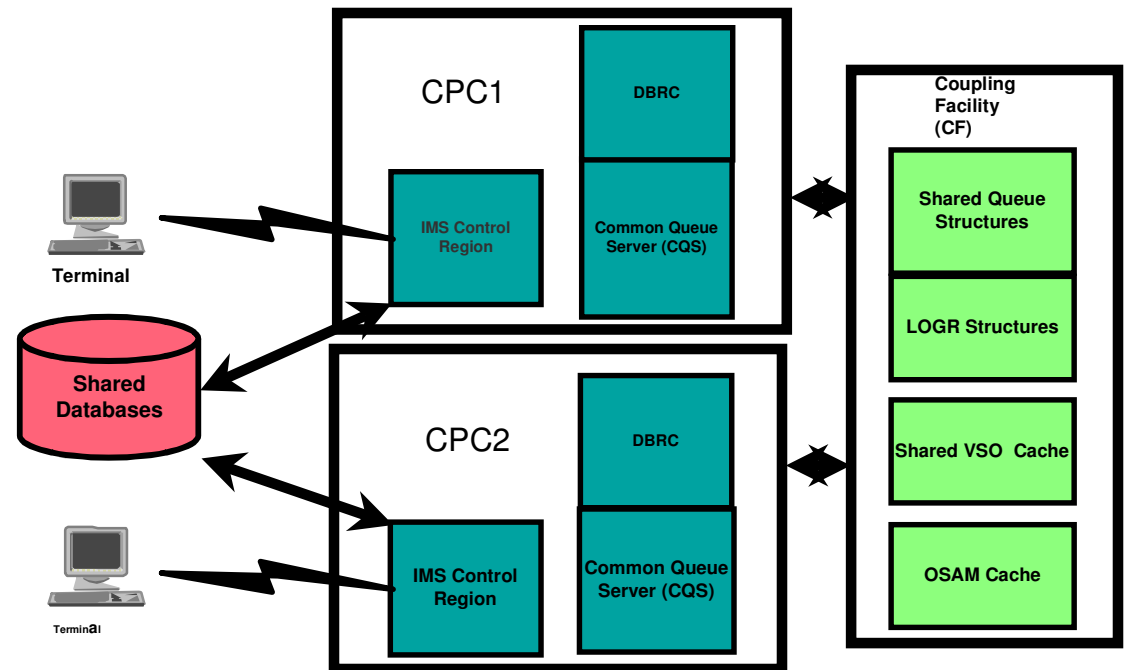 CPC1
DBRC
IMS Control
Region
Common Queue
Server (CQS)
Terminal
Shared
Databases
CPC2
DBRC
IMS Control
Region
Common Queue
Server (CQS)
Terminal
Coupling
Facility
(CF)
Shared Queue
Structures
LOGR Structures
Shared VSO Cache
OSAM Cache